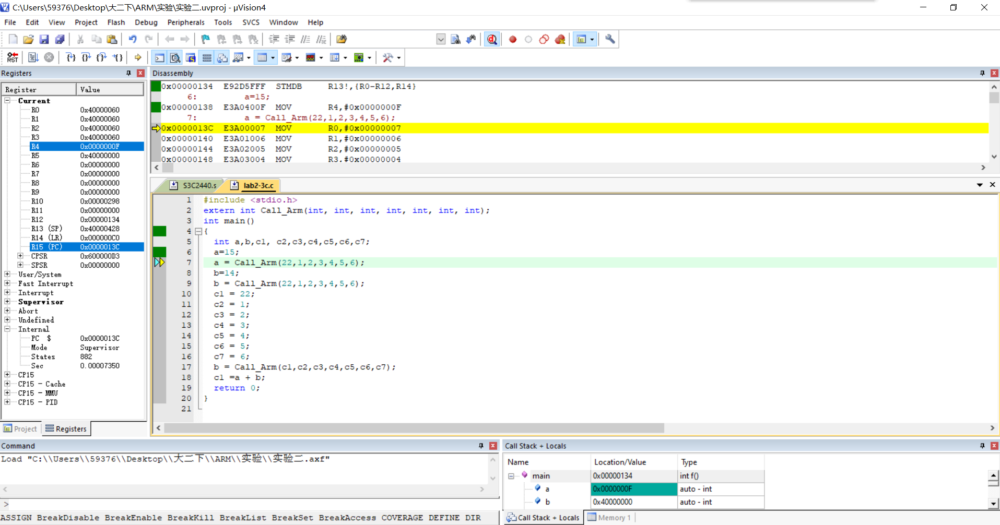 C:\Users\59376\Desktop\大二下\ARM\实验\实验二.uvproj - µVision4
File Edit View Project Flash Debug Peripherals Tools SVCS Window Help
RST
Registers
Register Value
Current
R0 0x40000060
R1 0x40000060
R2 0x40000060
R3 0x40000060
R4 0x0000000F
R5 0x40000000
R6 0x00000000
R7 0x00000000
R8 0x00000000
R9 0x00000000
R10 0x00000298
R11 0x00000000
R12 0x00000134
R13 (SP) 0x40000428
R14 (LR) 0x000000C0
R15 (PC) 0x0000013C
CPSR 0x600000D3
SPSR 0x00000000
User/System
Fast Interrupt
Interrupt
Supervisor
Abort
Undefined
Internal
PC $ 0x0000013C
Mode Supervisor
States 882
Sec 0.00007350
CP15
CP15 - Cache
CP15 - MMU
CP15 - PID
Project Registers
Disassembly
0x00000134 E92D5FFF STMDB R13!,{R0-R12,R14}
6: a=15;
0x00000138 E3A0400F MOV R4,#0x0000000F
7: a = Call_Arm(22,1,2,3,4,5,6);
0x0000013C E3A00007 MOV R0,#0x00000007
0x00000140 E3A01006 MOV R1,#0x00000006
0x00000144 E3A02005 MOV R2,#0x00000005
0x00000148 E3A03004 MOV R3,#0x00000004
S3C2440.s lab2-3c.c
1 #include <stdio.h>
2 extern int Call_Arm(int, int, int, int, int, int, int);
3 int main()
4 {
5 int a,b,c1, c2,c3,c4,c5,c6,c7;
6 a=15;
7 a = Call_Arm(22,1,2,3,4,5,6);
8 b=14;
9 b = Call_Arm(22,1,2,3,4,5,6);
10 c1 = 22;
11 c2 = 1;
12 c3 = 2;
13 c4 = 3;
14 c5 = 4;
15 c6 = 5;
16 c7 = 6;
17 b = Call_Arm(c1,c2,c3,c4,c5,c6,c7);
18 c1 =a + b;
19 return 0;
20 }
21
Command
Load "C:\\Users\\59376\\Desktop\\大二下\\ARM\\实验\\实验二.axf"
>
ASSIGN BreakDisable BreakEnable BreakKill BreakList BreakSet BreakAccess COVERAGE DEFINE DIR
Call Stack + Locals
Name Location/Value Type
main 0x00000134 int f()
a 0x0000000F auto - int
b 0x40000000 auto - int
Call Stack + Locals Memory 1